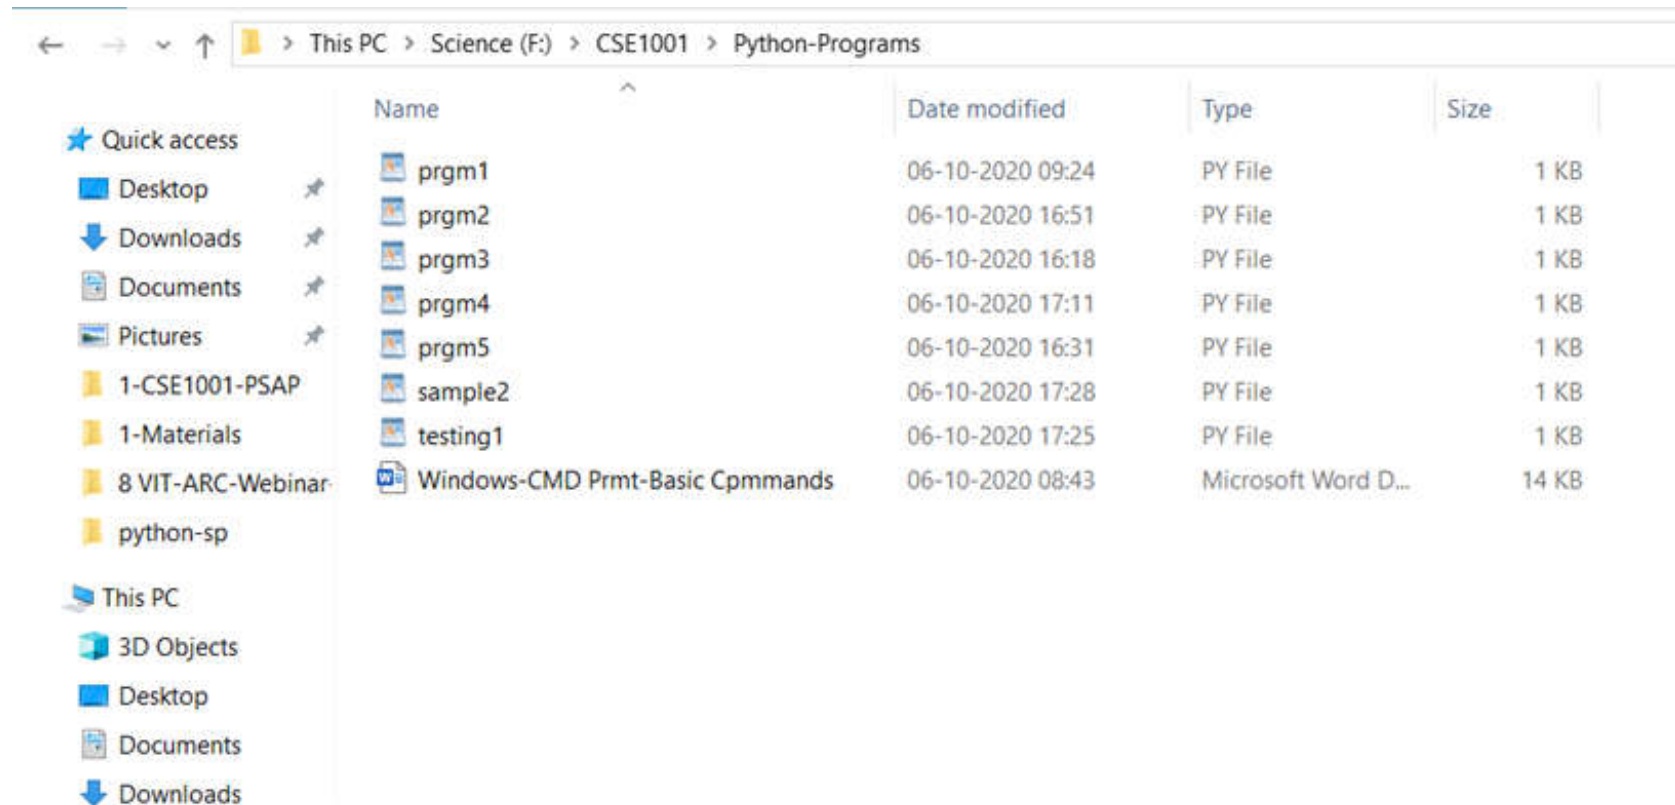 This PC > Science (F:) > CSE1001 > Python-Programs
Name Date modified Type Size
Quick access
Desktop
Downloads
Documents
Pictures
1-CSE1001-PSAP
1-Materials
8 VIT-ARC-Webinar-
python-sp
This PC
3D Objects
Desktop
Documents
Downloads
prgm1 06-10-2020 09:24 PY File 1 KB
prgm2 06-10-2020 16:51 PY File 1 KB
prgm3 06-10-2020 16:18 PY File 1 KB
prgm4 06-10-2020 17:11 PY File 1 KB
prgm5 06-10-2020 16:31 PY File 1 KB
sample2 06-10-2020 17:28 PY File 1 KB
testing1 06-10-2020 17:25 PY File 1 KB
Windows-CMD Prmt-Basic Cpmmands 06-10-2020 08:43 Microsoft Word D... 14 KB